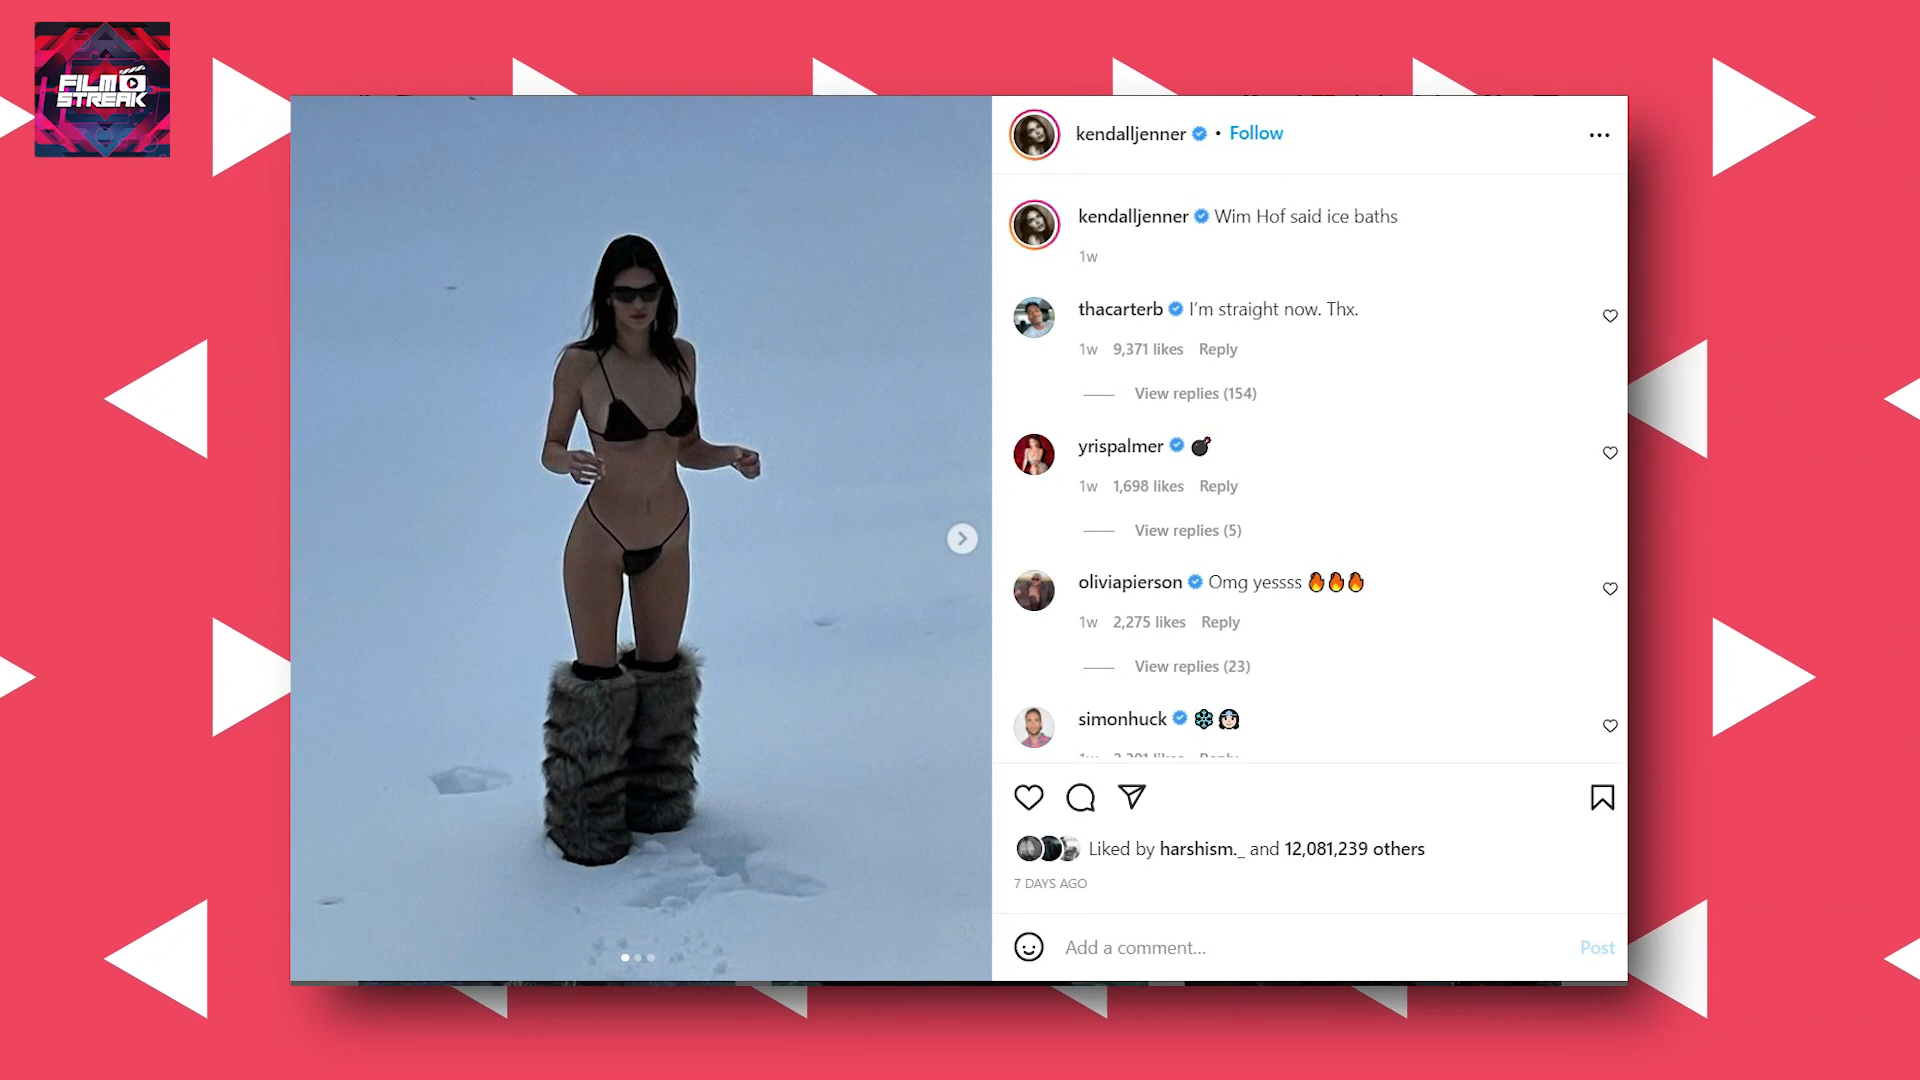 FILM
STREAK
kendalljenner • Follow
kendalljenner Wim Hof said ice baths
1w
thacarterb I’m straight now. Thx.
1w 9,371 likes Reply
View replies (154)
yrispalmer 💣
1w 1,698 likes Reply
View replies (5)
oliviapierson Omg yessss 🔥🔥🔥
1w 2,275 likes Reply
View replies (23)
simonhuck
Liked by harshism._ and 12,081,239 others
7 DAYS AGO
Add a comment...
Post